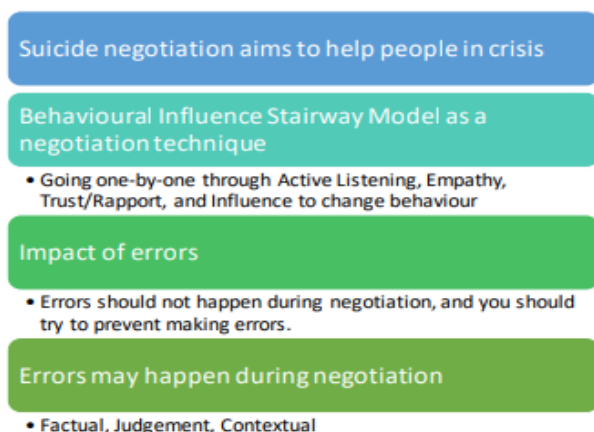 Suicide negotiation aims to help people in crisis
Behavioural Influence Stairway Model as a
negotiation technique
• Going one-by-one through Active Listening, Empathy,
Trust/Rapport, and Influence to change behaviour
Impact of errors
• Errors should not happen during negotiation, and you should
try to prevent making errors.
Errors may happen during negotiation
• Factual, Judgement, Contextual